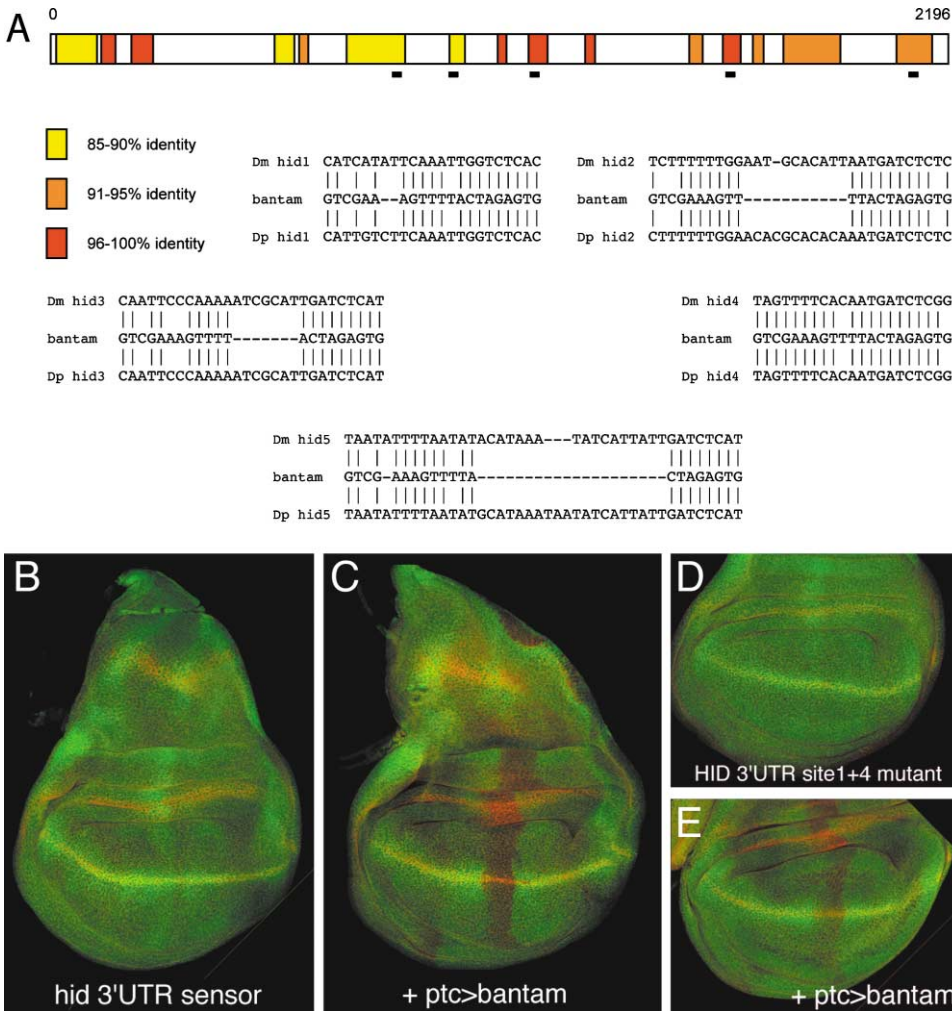 A
0 2196
85-90% identity
91-95% identity
96-100% identity
Dm hid1 CATCATATTCAAATTGGTCTCAC
bantam GTCGAA--AGTTTTACTAGAGTG
Dp hid1 CATTGTCTTCAAATTGGTCTCAC
Dm hid2 TCTTTTTTGGAAT-GCACATTAATGATCTCTC
bantam GTCGAAAGTT-----------TTACTAGAGTG
Dp hid2 CTTTTTTGGAACACGCACACAAATGATCTCTC
Dm hid3 CAATTCCCAAAAATCGCATTGATCTCAT
bantam GTCGAAAGTTTT-------ACTAGAGTG
Dp hid3 CAATTCCCAAAAATCGCATTGATCTCAT
Dm hid4 TAGTTTTCACAATGATCTCGG
bantam GTCGAAAGTTTTACTAGAGTG
Dp hid4 TAGTTTTCACAATGATCTCGG
Dm hid5 TAATATTTTAATATACATAAA---TATCATTATTGATCTCAT
bantam GTCG-AAAGTTTTA--------------------CTAGAGTG
Dp hid5 TAATATTTTAATATGCATAAATAATATCATTATTGATCTCAT
B
hid 3'UTR sensor
C
+ ptc>bantam
D
HID 3'UTR site1+4 mutant
E
+ ptc>bantam